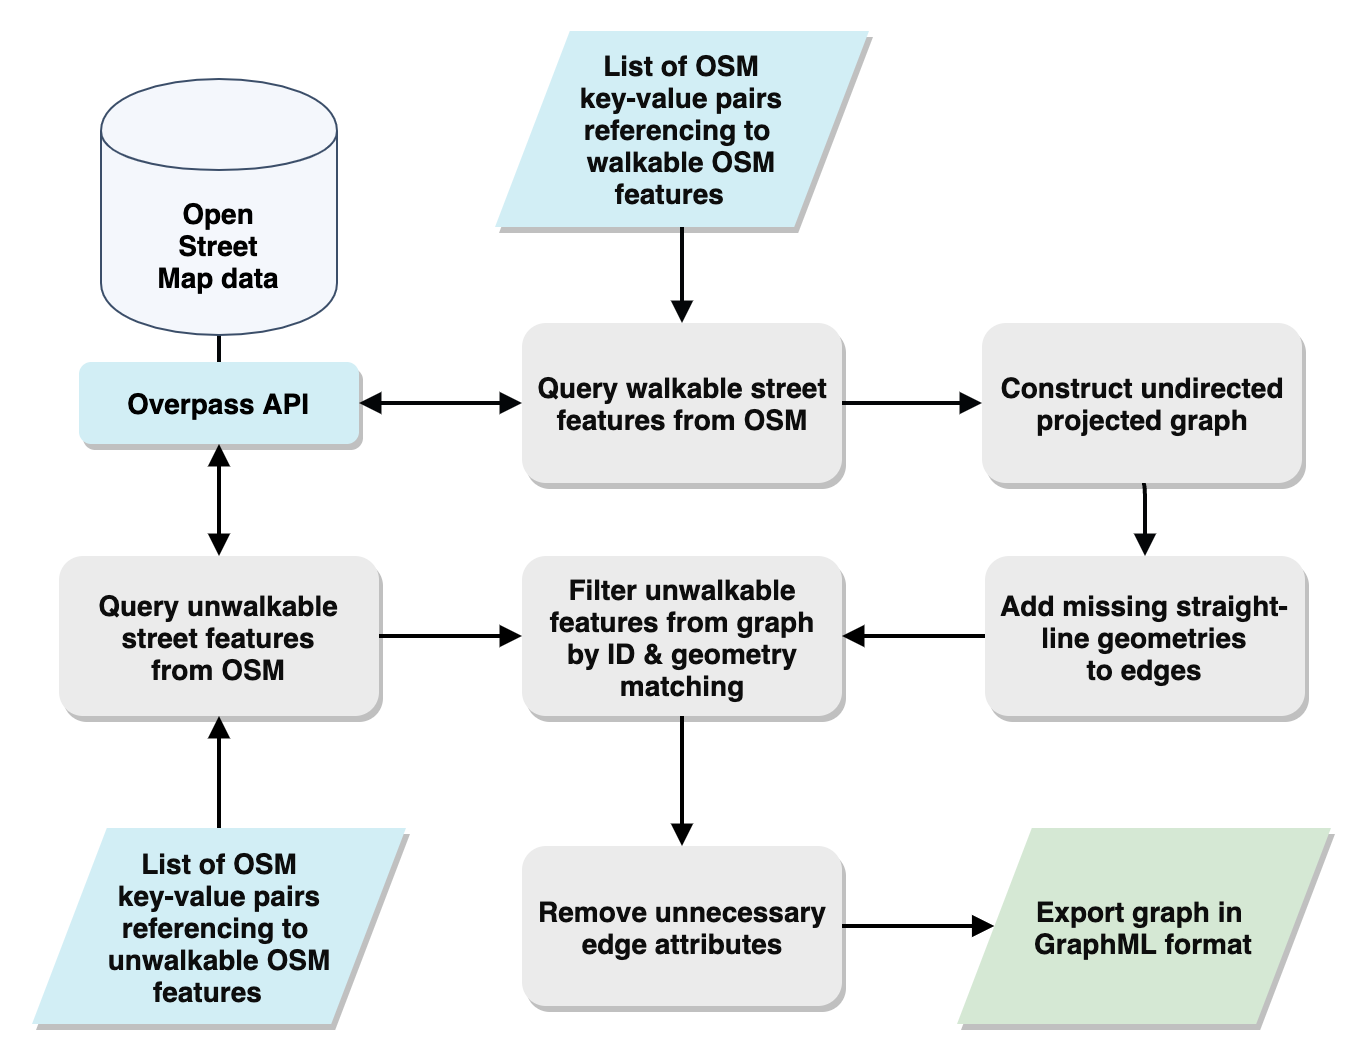 List of OSM
key-value pairs
referencing to
walkable OSM
features
Open
Street
Map data
Overpass API
Query walkable street
features from OSM
Construct undirected
projected graph
Query unwalkable
street features
from OSM
Filter unwalkable
features from graph
by ID & geometry
matching
Add missing straight-
line geometries
to edges
List of OSM
key-value pairs
referencing to
unwalkable OSM
features
Remove unnecessary
edge attributes
Export graph in
GraphML format